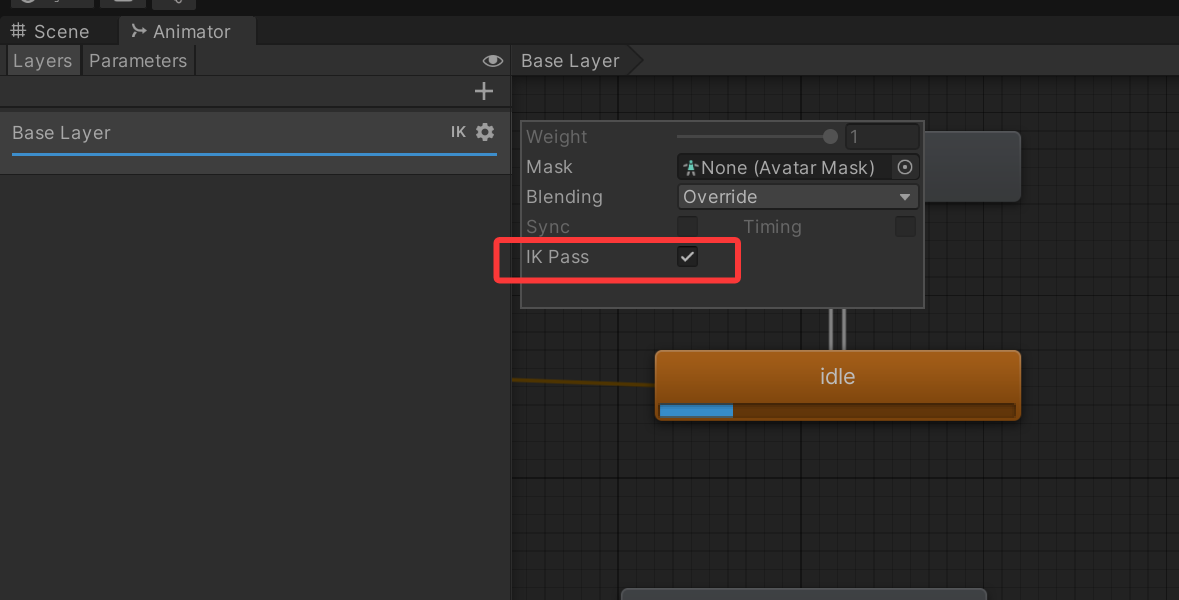 Scene
Animator
Layers
Parameters
Base Layer
Base Layer
IK
Weight
1
Mask
None (Avatar Mask)
Blending
Override
Sync
Timing
IK Pass
idle